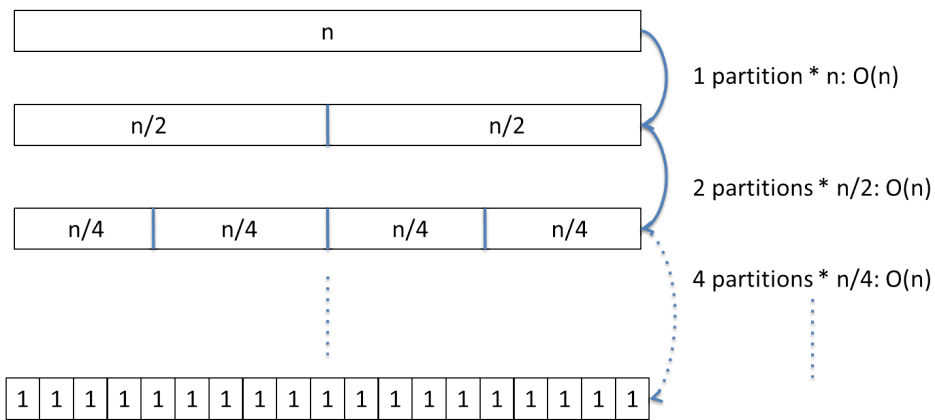 n
1 partition * n: O(n)
n/2 n/2
2 partitions * n/2: O(n)
n/4 n/4 n/4 n/4
4 partitions * n/4: O(n)
1 1 1 1 1 1 1 1 1 1 1 1 1 1 1 1 1 1 1